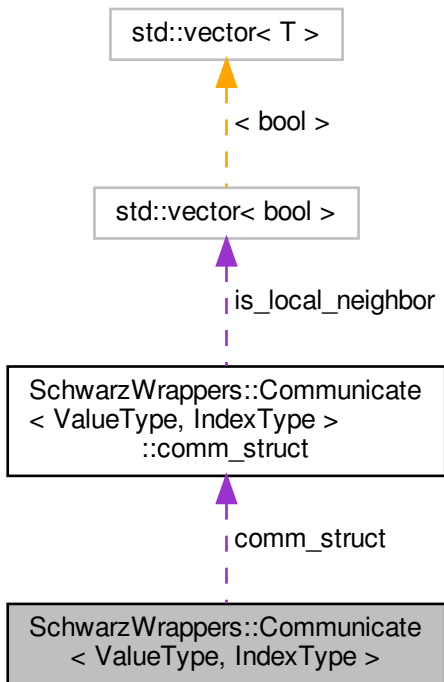 std::vector< T >
< bool >
std::vector< bool >
is_local_neighbor
SchwarzWrappers::Communicate
< ValueType, IndexType >
::comm_struct
comm_struct
SchwarzWrappers::Communicate
< ValueType, IndexType >